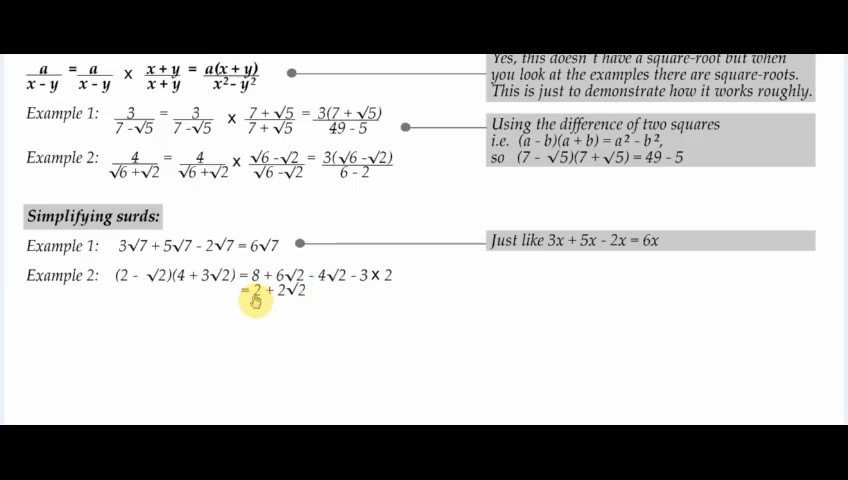 Yes, this doesn't have a square-root but when
you look at the examples there are square-roots.
This is just to demonstrate how it works roughly.
a/x - y = a/x - y x x + y/x + y = a(x + y)/x² - y²
Example 1: 3/7 - √5 = 3/7 - √5 x 7 + √5/7 + √5 = 3(7 + √5)/49 - 5
Using the difference of two squares
i.e. (a - b)(a + b) = a² - b²,
so (7 - √5)(7 + √5) = 49 - 5
Example 2: 4/√6 + √2 = 4/√6 + √2 x √6 - √2/√6 - √2 = 3(√6 - √2)/6 - 2
Simplifying surds:
Example 1: 3√7 + 5√7 - 2√7 = 6√7
Just like 3x + 5x - 2x = 6x
Example 2: (2 - √2)(4 + 3√2) = 8 + 6√2 - 4√2 - 3 x 2
= 2 + 2√2